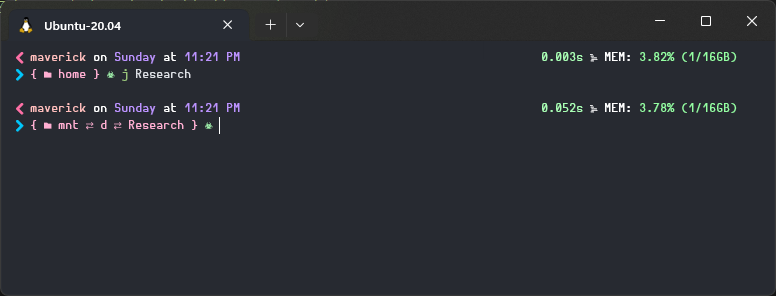 Ubuntu-20.04
maverick on Sunday at 11:21 PM 0.003s MEM: 3.82% (1/16GB)
{ home } j Research
maverick on Sunday at 11:21 PM 0.052s MEM: 3.78% (1/16GB)
{ mnt ⇄ d ⇄ Research }